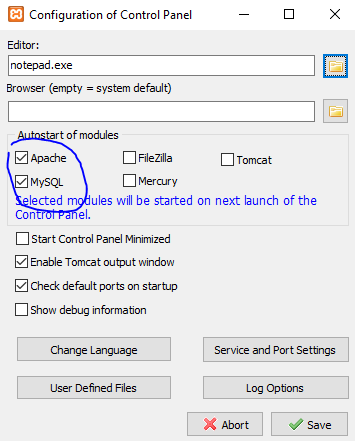 Configuration of Control Panel
Editor:
notepad.exe
Browser (empty = system default)
Autostart of modules
Apache FileZilla Tomcat
MySQL Mercury
Selected modules will be started on next launch of the
Control Panel.
Start Control Panel Minimized
Enable Tomcat output window
Check default ports on startup
Show debug information
Change Language Service and Port Settings
User Defined Files Log Options
Abort Save